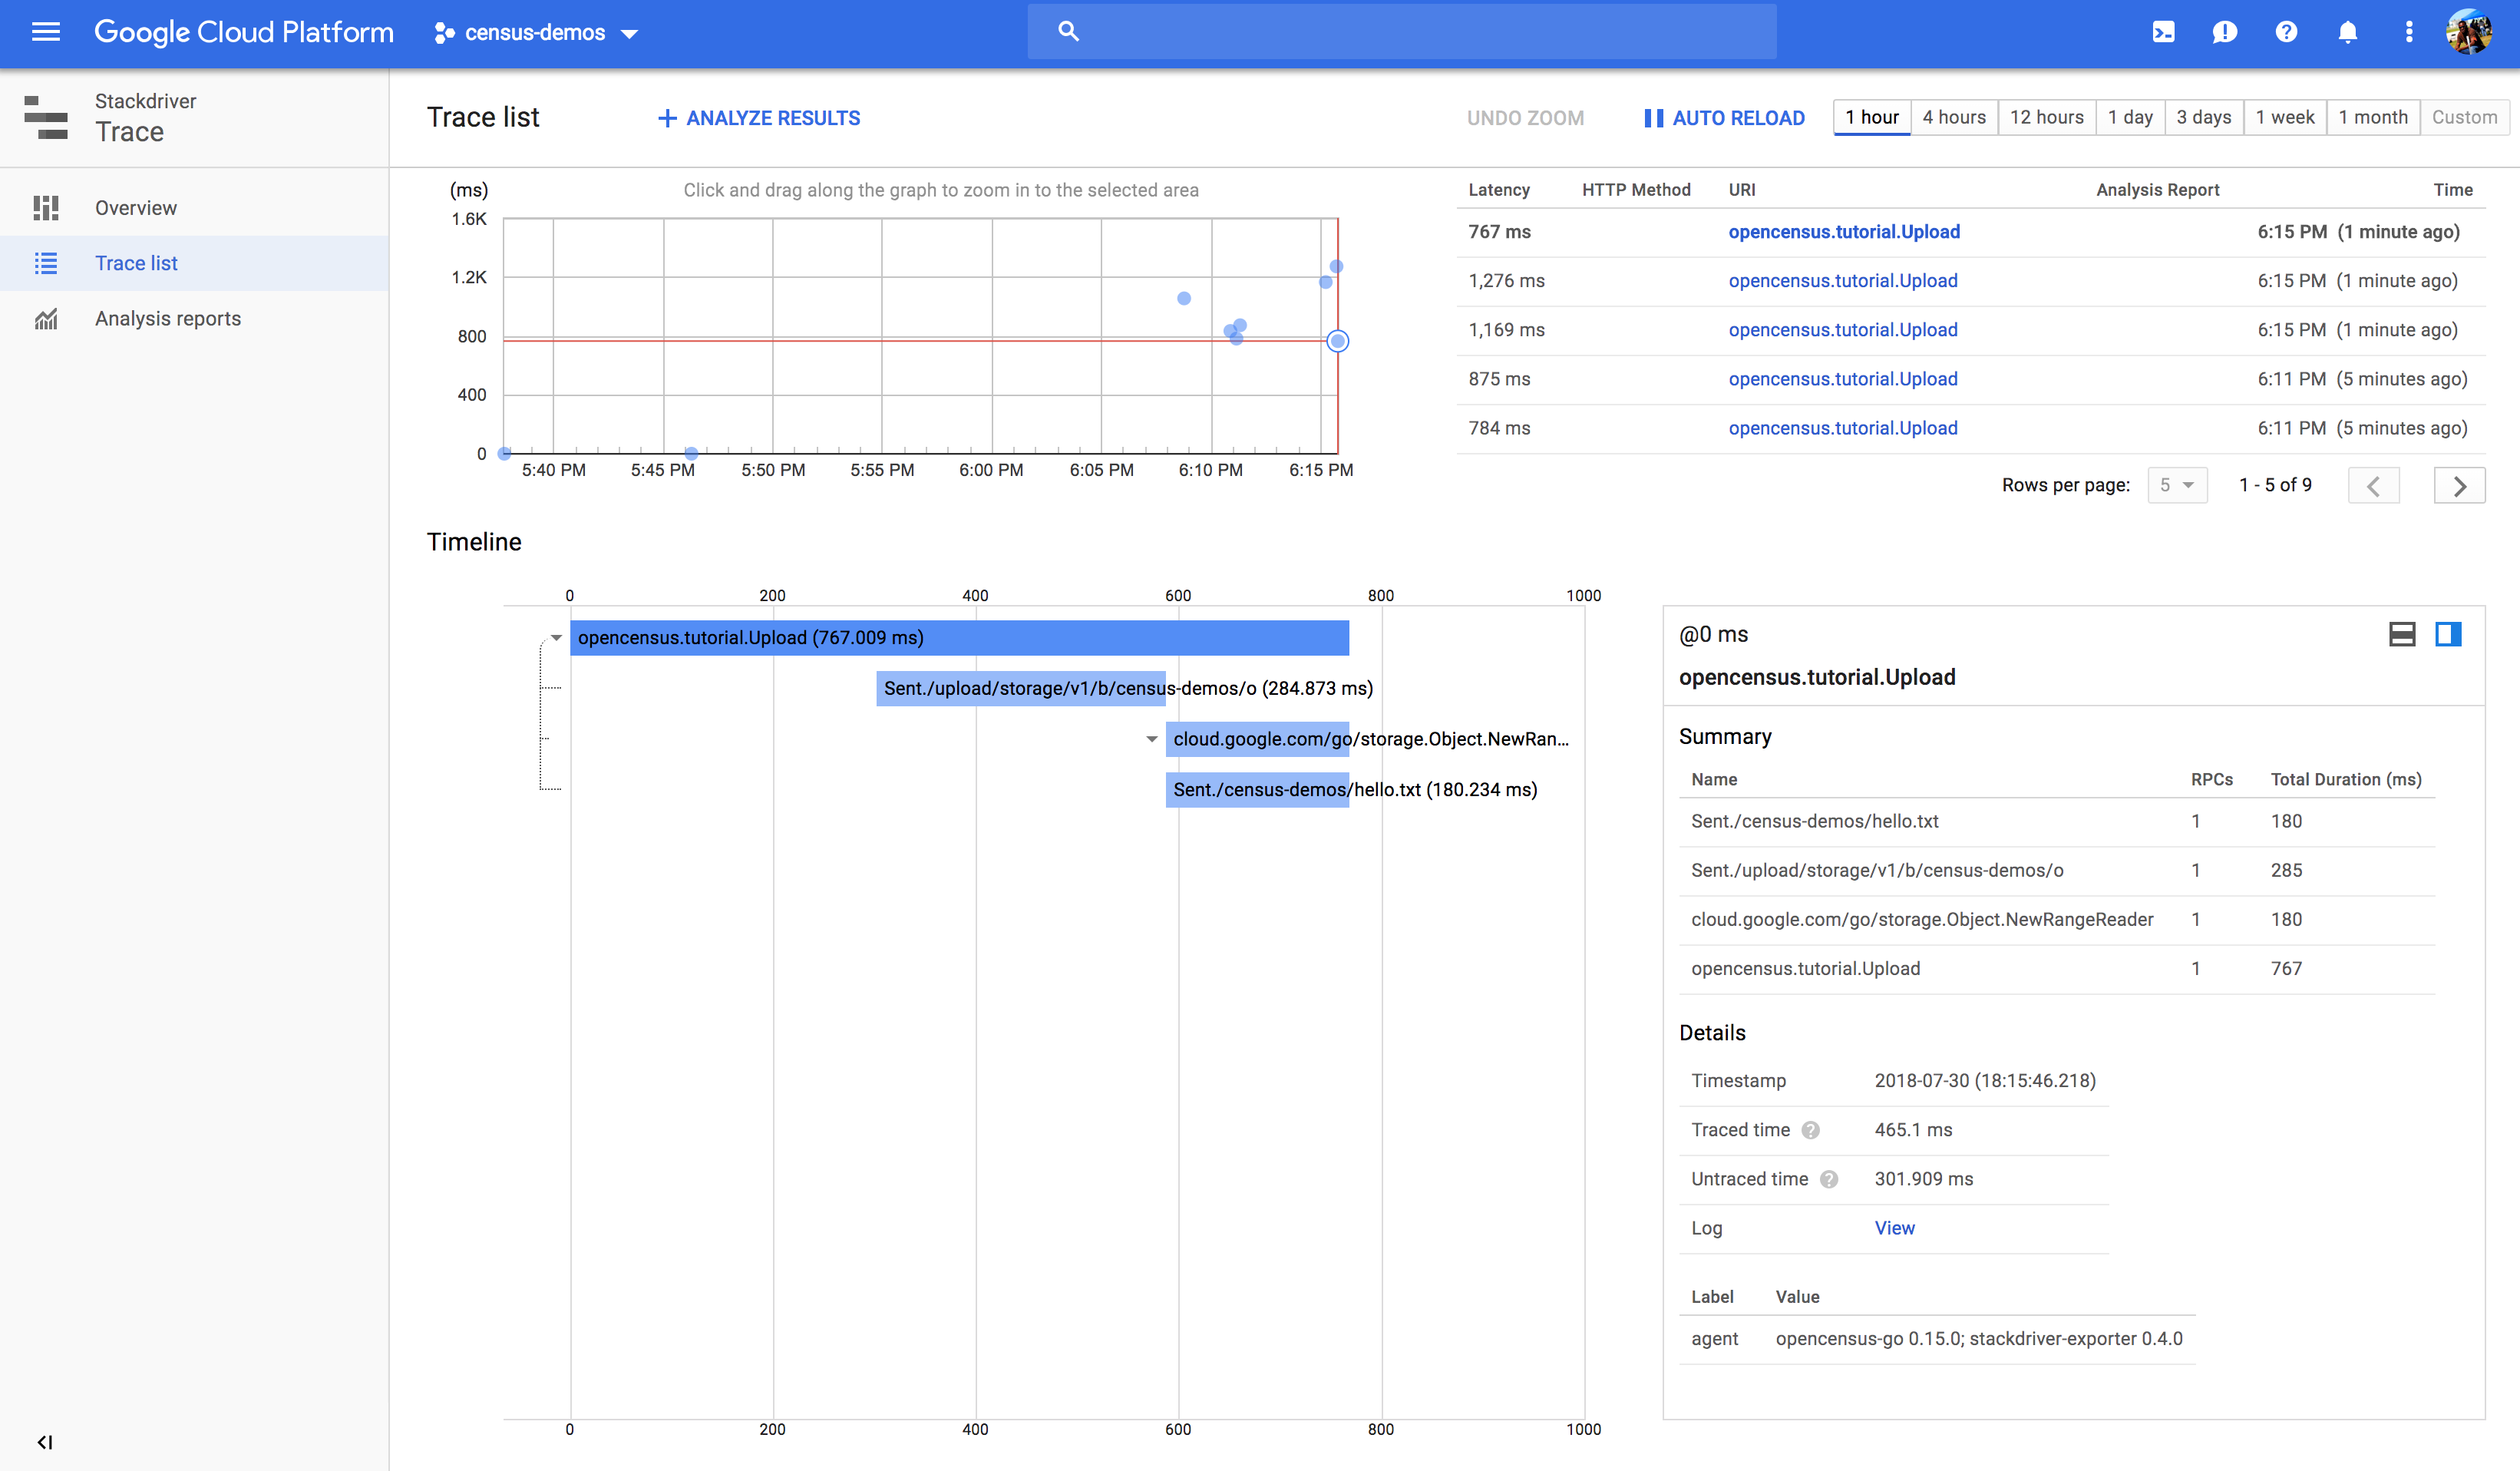 Google Cloud Platform census-demos
Stackdriver
Trace
Overview
Trace list
Analysis reports
Trace list ANALYZE RESULTS UNDO ZOOM AUTO RELOAD 1 hour 4 hours 12 hours 1 day 3 days 1 week 1 month Custom
(ms) Click and drag along the graph to zoom in to the selected area
1.6K
1.2K
800
400
0
5:40 PM 5:45 PM 5:50 PM 5:55 PM 6:00 PM 6:05 PM 6:10 PM 6:15 PM
Latency HTTP Method URI Analysis Report Time
767 ms opencensus.tutorial.Upload 6:15 PM (1 minute ago)
1,276 ms opencensus.tutorial.Upload 6:15 PM (1 minute ago)
1,169 ms opencensus.tutorial.Upload 6:15 PM (1 minute ago)
875 ms opencensus.tutorial.Upload 6:11 PM (5 minutes ago)
784 ms opencensus.tutorial.Upload 6:11 PM (5 minutes ago)
Rows per page: 5 1 - 5 of 9
Timeline
0 200 400 600 800 1000
opencensus.tutorial.Upload (767.009 ms)
Sent./upload/storage/v1/b/census-demos/o (284.873 ms)
cloud.google.com/go/storage.Object.NewRan...
Sent./census-demos/hello.txt (180.234 ms)
0 200 400 600 800 1000
@0 ms
opencensus.tutorial.Upload
Summary
Name RPCs Total Duration (ms)
Sent./census-demos/hello.txt 1 180
Sent./upload/storage/v1/b/census-demos/o 1 285
cloud.google.com/go/storage.Object.NewRangeReader 1 180
opencensus.tutorial.Upload 1 767
Details
Timestamp 2018-07-30 (18:15:46.218)
Traced time 465.1 ms
Untraced time 301.909 ms
Log View
Label Value
agent opencensus-go 0.15.0; stackdriver-exporter 0.4.0